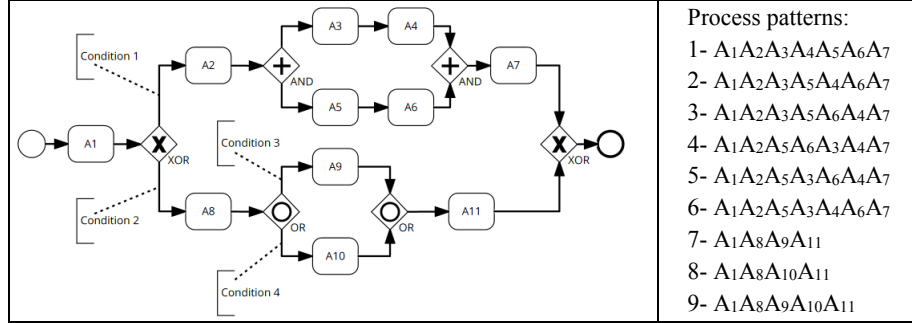 Condition 1
A2
A3
A4
AND
A5
A6
AND
A7
A1
XOR
Condition 3
Condition 2
A8
OR
A9
A10
OR
A11
XOR
Condition 4
Process patterns:
1- A₁A₂A₃A₄A₅A₆A₇
2- A₁A₂A₃A₅A₄A₆A₇
3- A₁A₂A₃A₅A₆A₄A₇
4- A₁A₂A₅A₆A₃A₄A₇
5- A₁A₂A₅A₃A₆A₄A₇
6- A₁A₂A₅A₃A₄A₆A₇
7- A₁A₈A₉A₁₁
8- A₁A₈A₁₀A₁₁
9- A₁A₈A₉A₁₀A₁₁